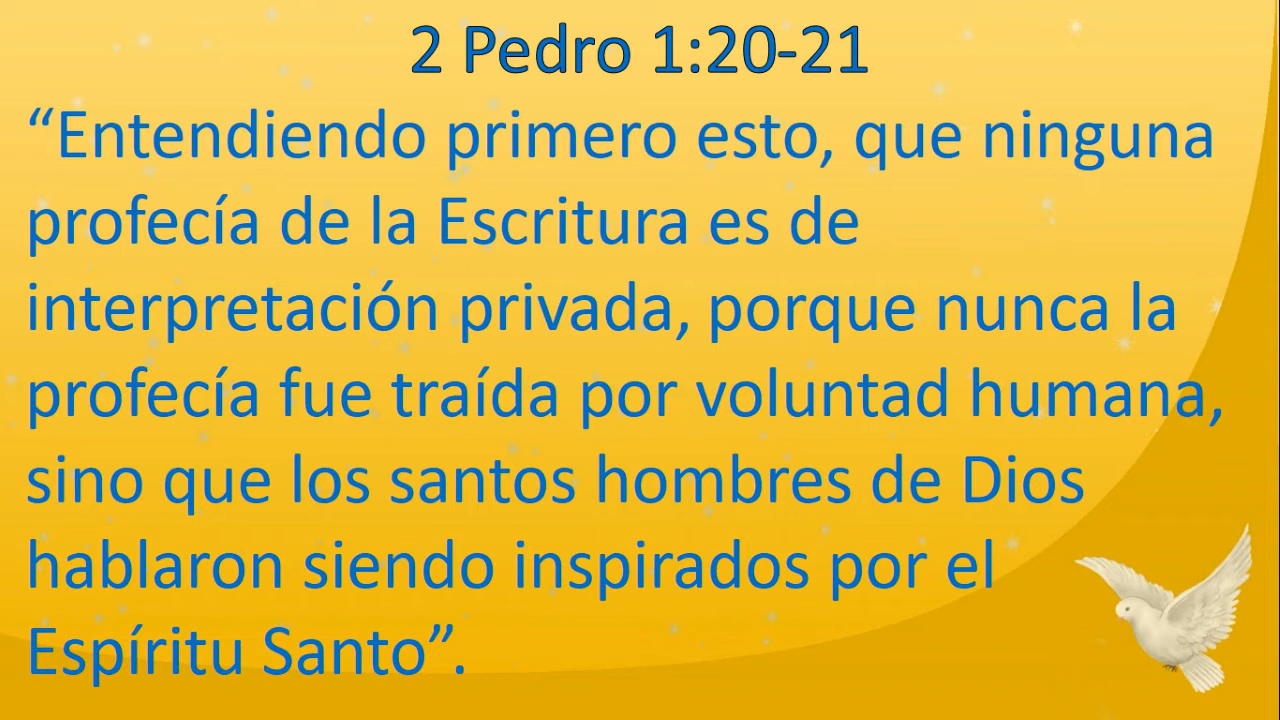 2 Pedro 1:20-21
“Entendiendo primero esto, que ninguna
profecía de la Escritura es de
interpretación privada, porque nunca la
profecía fue traída por voluntad humana,
sino que los santos hombres de Dios
hablaron siendo inspirados por el
Espíritu Santo”.